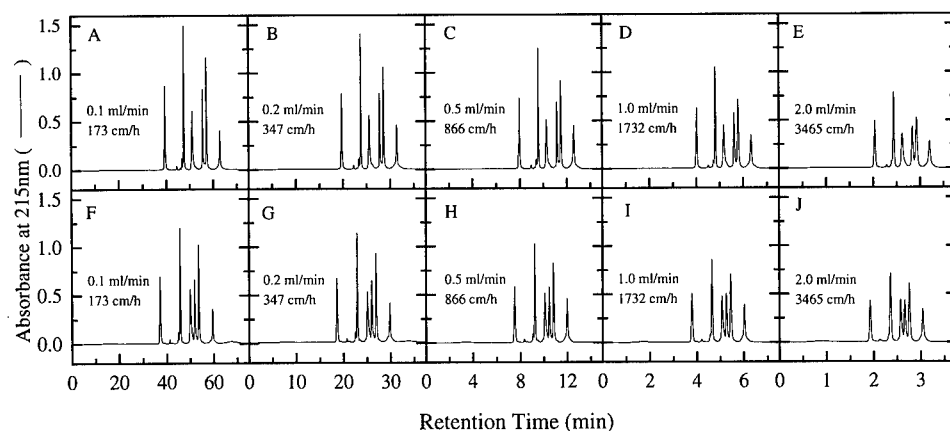 A B C D E
1.5
1.0
0.5
0.0
0.1 ml/min
173 cm/h
0.2 ml/min
347 cm/h
0.5 ml/min
866 cm/h
1.0 ml/min
1732 cm/h
2.0 ml/min
3465 cm/h
F G H I J
1.5
1.0
0.5
0.0
0.1 ml/min
173 cm/h
0.2 ml/min
347 cm/h
0.5 ml/min
866 cm/h
1.0 ml/min
1732 cm/h
2.0 ml/min
3465 cm/h
0 20 40 60 0 10 20 30 0 4 8 12 0 2 4 6 0 1 2 3
Absorbance at 215nm ( —— )
Retention Time (min)